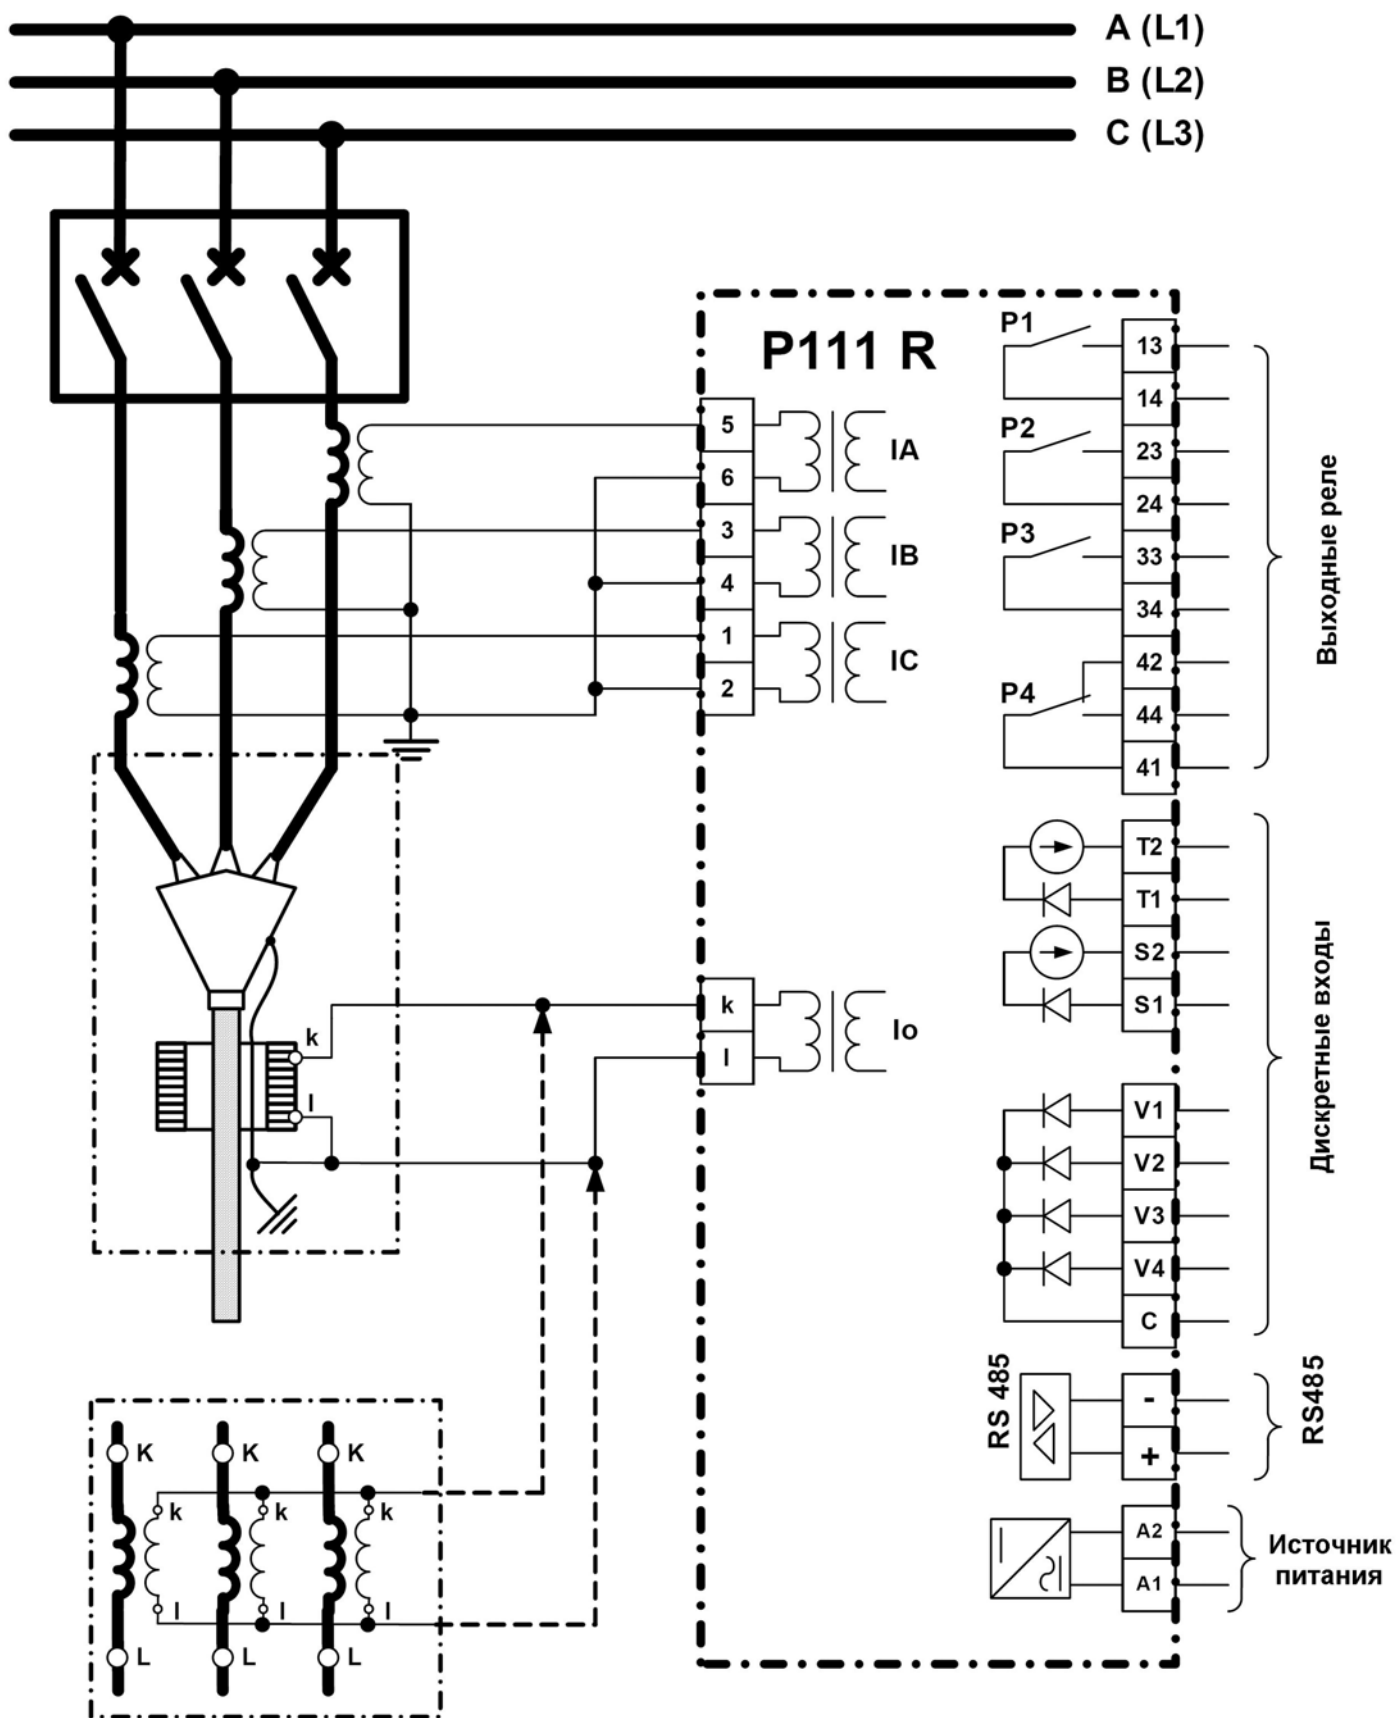 A (L1)
B (L2)
C (L3)
P111 R
5
6
3
4
1
2
IA
IB
IC
P1
P2
P3
P4
13
14
23
24
33
34
42
44
41
Выходные реле
T2
T1
S2
S1
V1
V2
V3
V4
C
Дискретные входы
k
l
k
l
Io
RS 485
-
+
RS485
A2
A1
Источник
питания
K
K
K
k
k
k
l
l
l
L
L
L